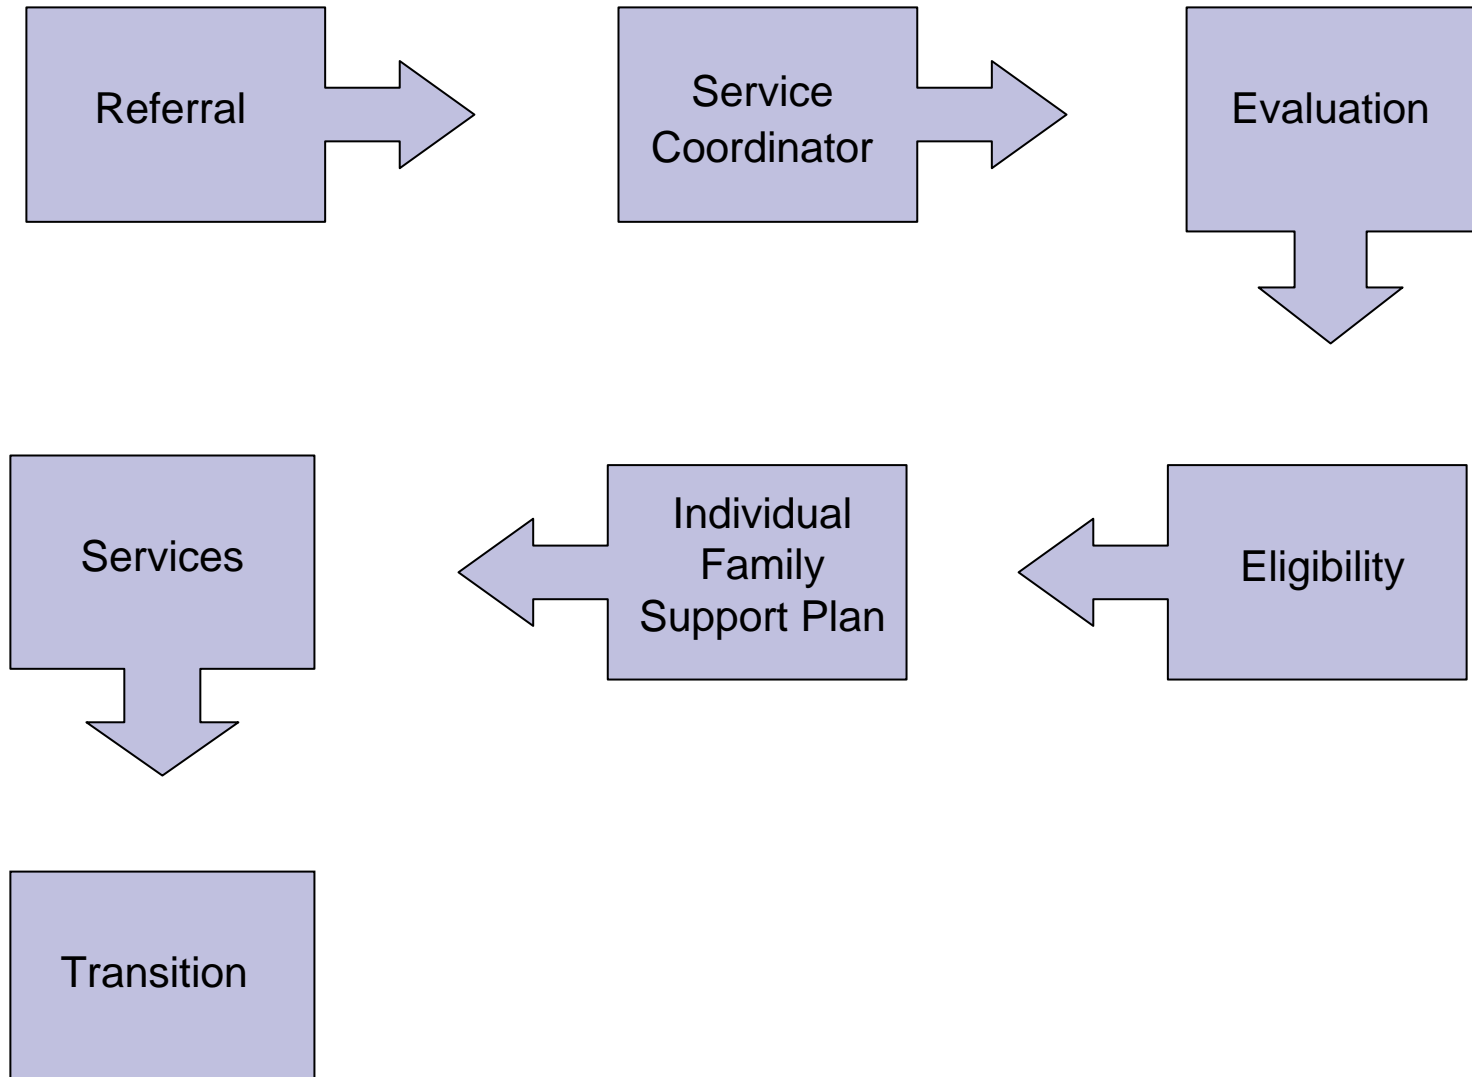 Referral
Service
Coordinator
Evaluation
Eligibility
Individual
Family
Support Plan
Services
Transition